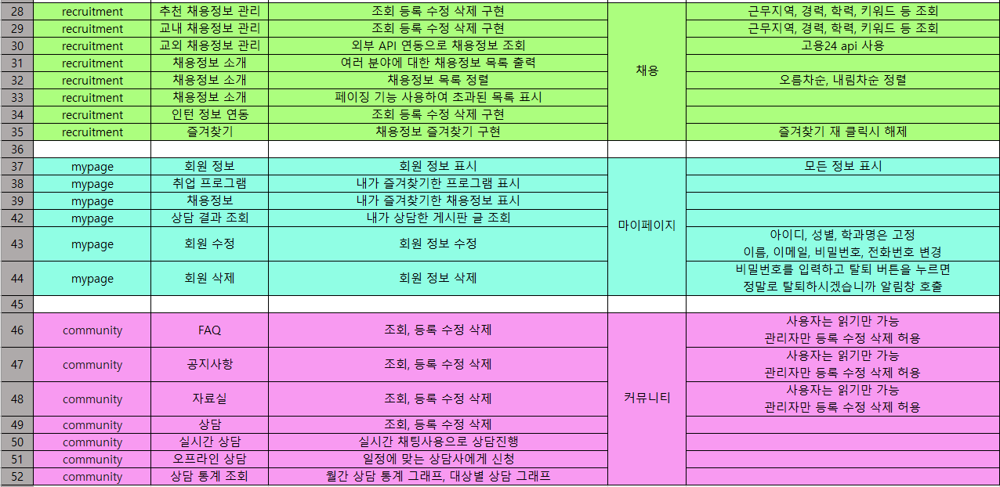 28 recruitment 추천 채용정보 관리 조회 등록 수정 삭제 구현 근무지역, 경력, 학력, 키워드 등 조회
29 recruitment 교내 채용정보 관리 조회 등록 수정 삭제 구현 근무지역, 경력, 학력, 키워드 등 조회
30 recruitment 교외 채용정보 관리 외부 API 연동으로 채용정보 조회 고용24 api 사용
31 recruitment 채용정보 소개 여러 분야에 대한 채용정보 목록 출력
채용
32 recruitment 채용정보 소개 채용정보 목록 정렬 오름차순, 내림차순 정렬
33 recruitment 채용정보 소개 페이징 기능 사용하여 초과된 목록 표시
34 recruitment 인턴 정보 연동 조회 등록 수정 삭제 구현
35 recruitment 즐겨찾기 채용정보 즐겨찾기 구현 즐겨찾기 재 클릭시 해제
36
37 mypage 회원 정보 회원 정보 표시 모든 정보 표시
38 mypage 취업 프로그램 내가 즐겨찾기한 프로그램 표시
39 mypage 채용정보 내가 즐겨찾기한 채용정보 표시
42 mypage 상담 결과 조회 내가 상담한 게시판 글 조회
마이페이지
43 mypage 회원 수정 회원 정보 수정 아이디, 성별, 학과명은 고정
이름, 이메일, 비밀번호, 전화번호 변경
44 mypage 회원 삭제 회원 정보 삭제 비밀번호를 입력하고 탈퇴 버튼을 누르면
정말로 탈퇴하시겠습니까 알림창 호출
45
46 community FAQ 조회, 등록 수정 삭제 사용자는 읽기만 가능
관리자만 등록 수정 삭제 허용
47 community 공지사항 조회, 등록 수정 삭제 사용자는 읽기만 가능
관리자만 등록 수정 삭제 허용
48 community 자료실 조회, 등록 수정 삭제 커뮤니티 사용자는 읽기만 가능
관리자만 등록 수정 삭제 허용
49 community 상담 조회, 등록 수정 삭제
50 community 실시간 상담 실시간 채팅사용으로 상담진행
51 community 오프라인 상담 일정에 맞는 상담사에게 신청
52 community 상담 통계 조회 월간 상담 통계 그래프, 대상별 상담 그래프